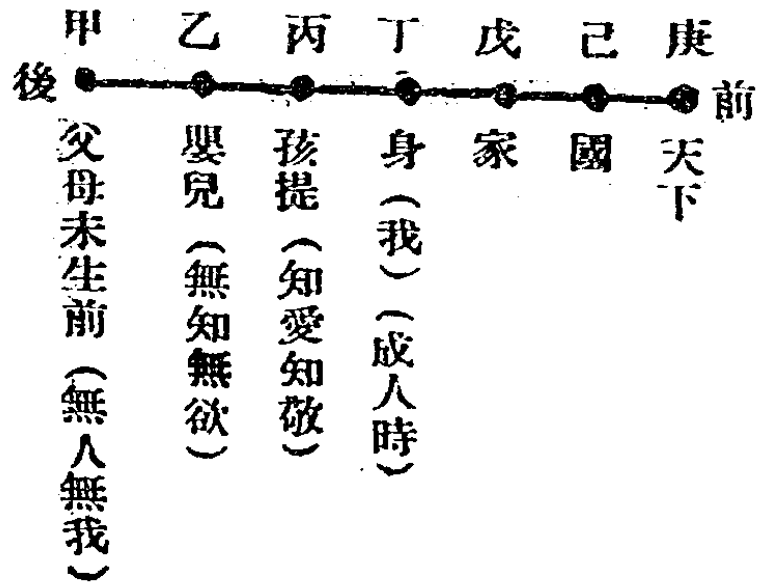 甲 乙 丙 丁 戊 己 庚
後 前
父母未生前（無人無我）
嬰兒（無知無欲）
孩提（知愛知敬）
身（我）（成人時）
家
國
天下